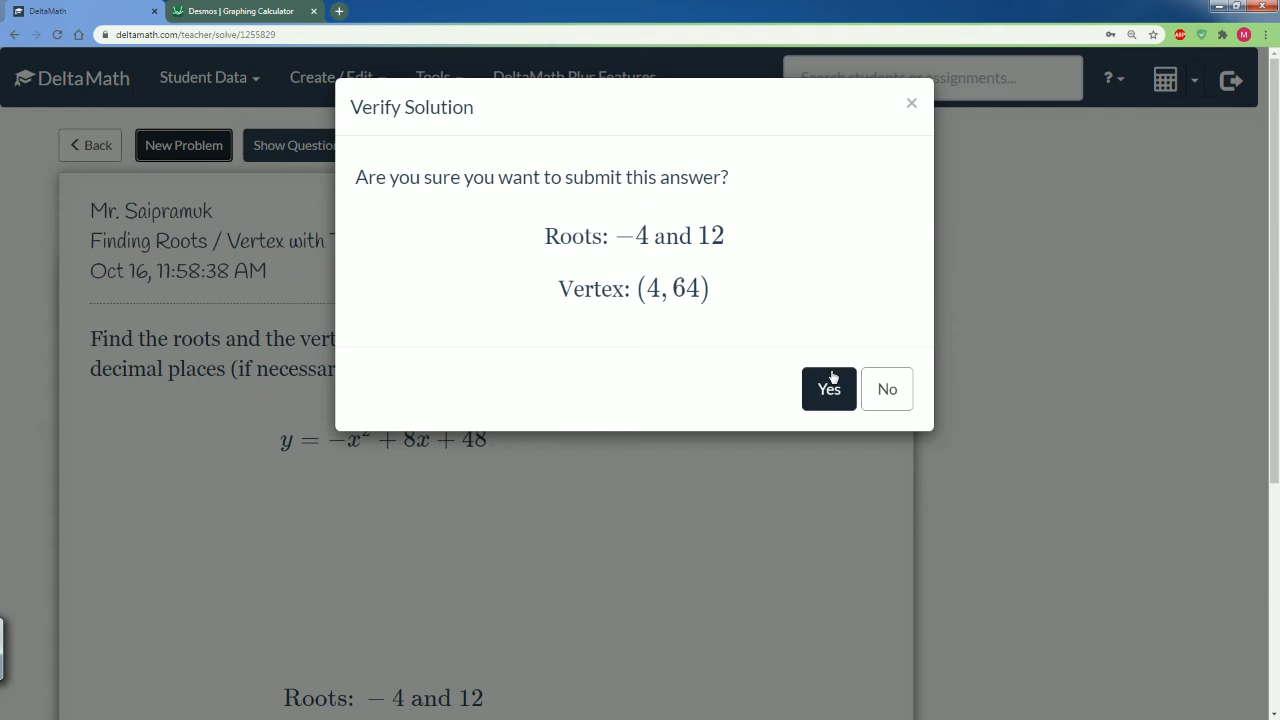 DeltaMath
Desmos | Graphing Calculator
deltamath.com/teacher/solve/1255829
ABP
M
DeltaMath
Student Data
Create / Edit
Tools
DeltaMath Plus Features
Search students or assignments...
?
Verify Solution
×
Back
New Problem
Show Questio
Are you sure you want to submit this answer?
Mr. Saipramuk
Finding Roots / Vertex with T
Oct 16, 11:58:38 AM
Roots: −4 and 12
Vertex: (4, 64)
Find the roots and the vert
decimal places (if necessar
Yes
No
y = −x² + 8x + 48
Roots: − 4 and 12